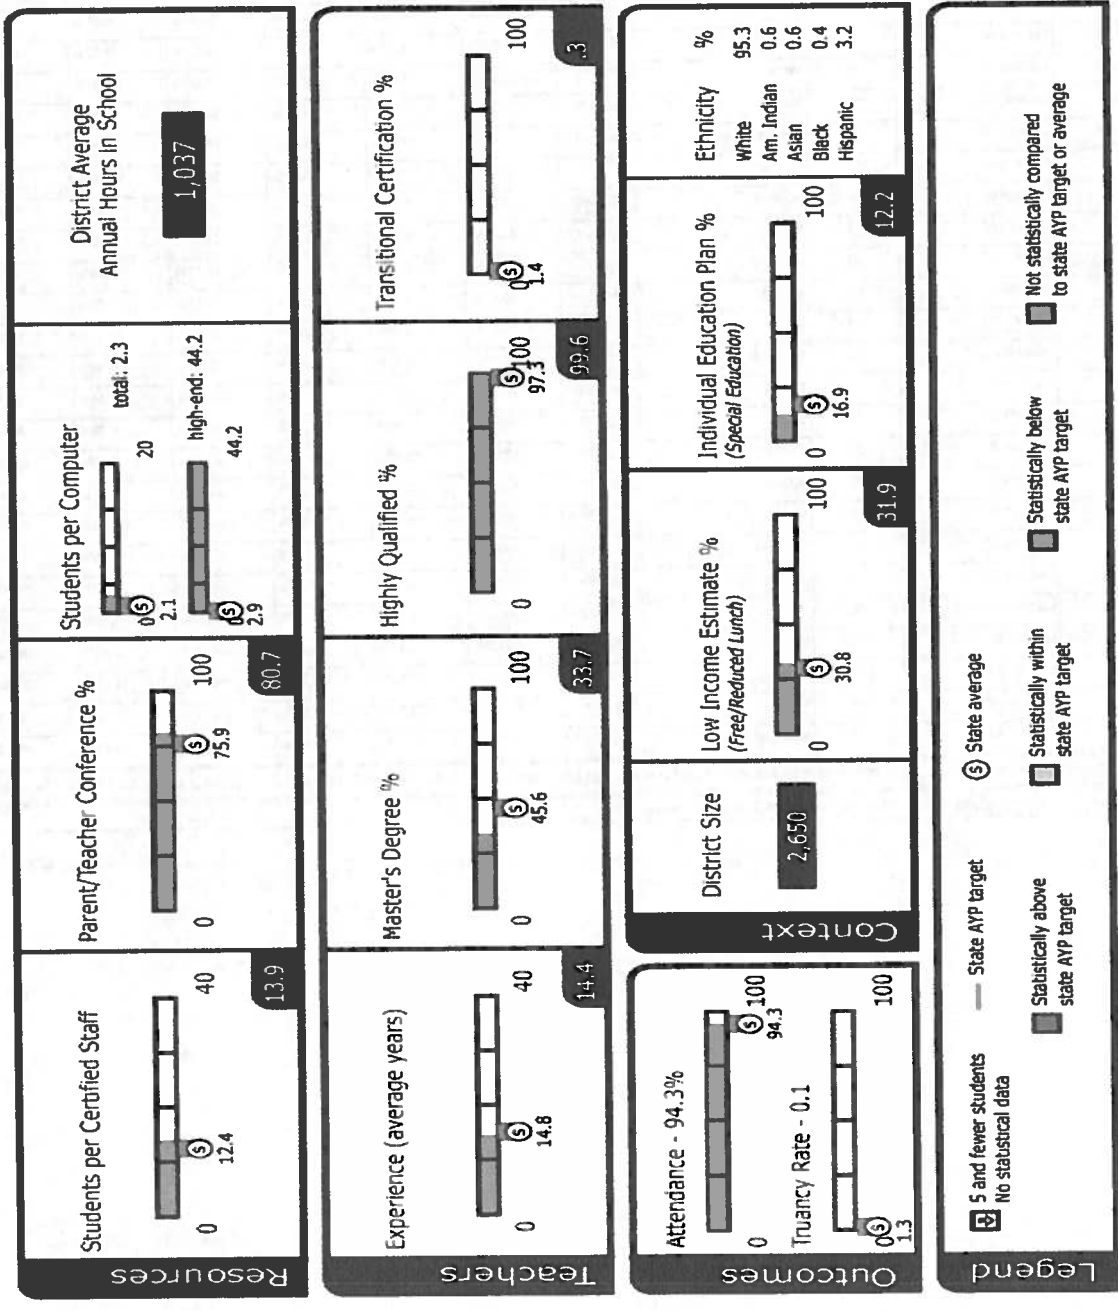 Resources
Students per Certified Staff
0
40
S
12.4
13.9
Parent/Teacher Conference %
0
100
S
75.9
80.7
Students per Computer
total: 2.3
0
20
S
2.1
high-end: 44.2
0
44.2
S
2.9
District Average
Annual Hours In School
1,037
Teachers
Experience (average years)
0
40
S
14.8
14.4
Master's Degree %
0
100
S
45.6
33.7
Highly Qualified %
0
100
S
97.3
99.6
Transitional Certification %
0
100
S
1.4
.3
Outcomes
Attendance - 94.3%
0
100
S
94.3
Truancy Rate - 0.1
0
100
S
1.3
Context
District Size
2,650
Low Income Estimate %
(Free/Reduced Lunch)
0
100
S
30.8
31.9
Individual Education Plan %
(Special Education)
0
100
S
16.9
12.2
Ethnicity %
White 95.3
Am. Indian 0.6
Asian 0.6
Black 0.4
Hispanic 3.2
Legend
5 and fewer students
No statistical data
State AYP target
S State average
Statistically above
state AYP target
Statistically within
state AYP target
Statistically below
state AYP target
Not statistically compared
to state AYP target or average